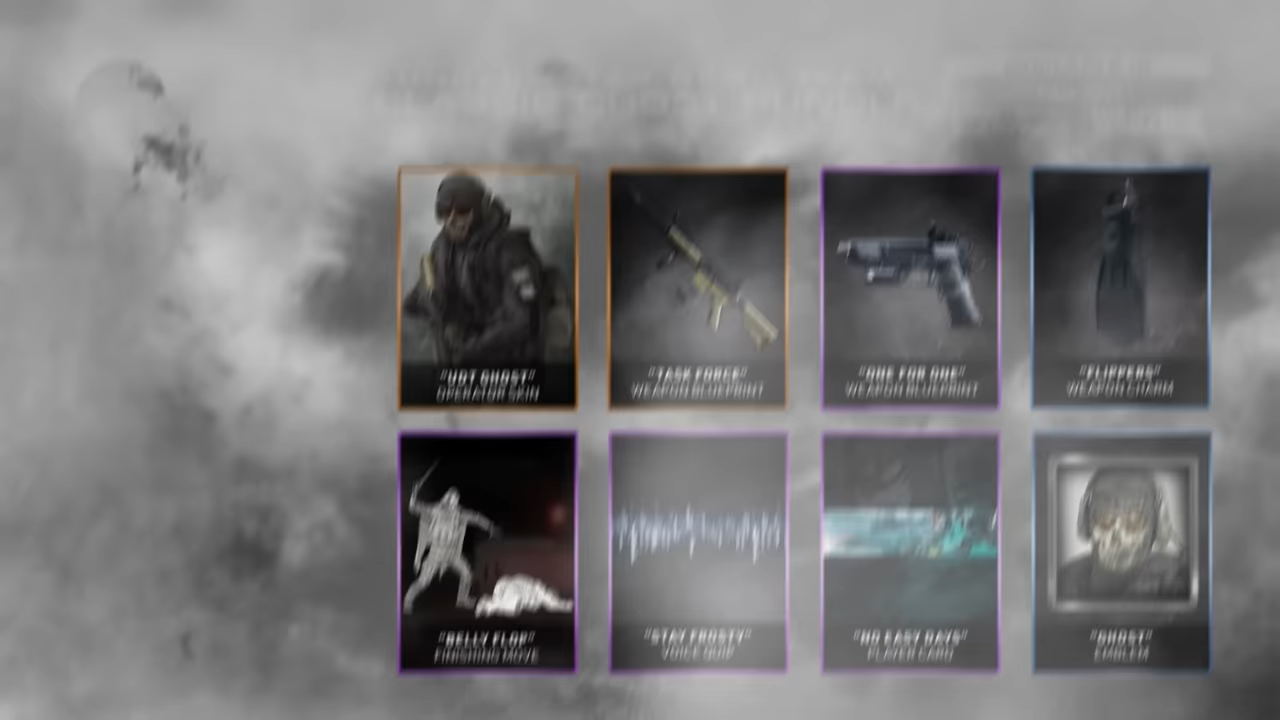 "UDT GHOST"
OPERATOR SKIN
"TASK FORCE"
WEAPON BLUEPRINT
"ONE FOR ONE"
WEAPON BLUEPRINT
"FLIPPERS"
WEAPON CHARM
"BELLY FLOP"
FINISHING MOVE
"STAY FROSTY"
VOICE QUIP
"NO EASY DAYS"
PLAYER CARD
"GHOST"
EMBLEM